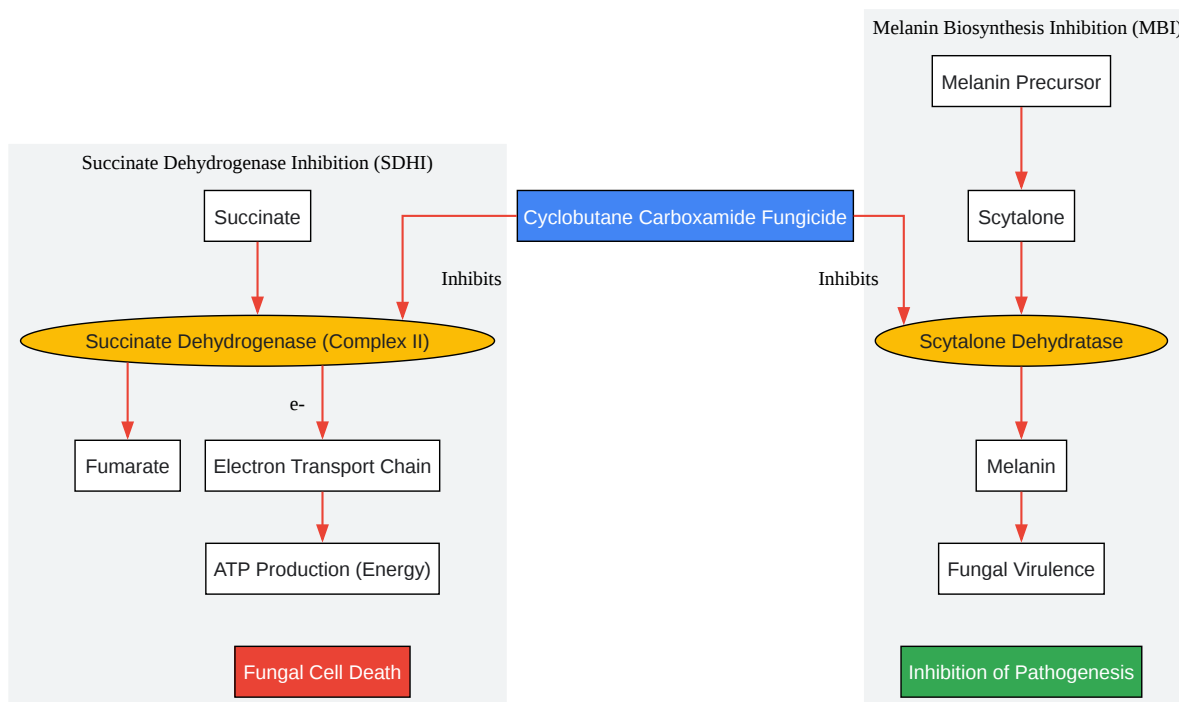 Melanin Biosynthesis Inhibition (MBI)
Melanin Precursor
Succinate Dehydrogenase Inhibition (SDHI)
Succinate
Cyclobutane Carboxamide Fungicide
Scytalone
Inhibits
Inhibits
Succinate Dehydrogenase (Complex II)
Scytalone Dehydratase
e-
Fumarate
Electron Transport Chain
Melanin
ATP Production (Energy)
Fungal Virulence
Fungal Cell Death
Inhibition of Pathogenesis